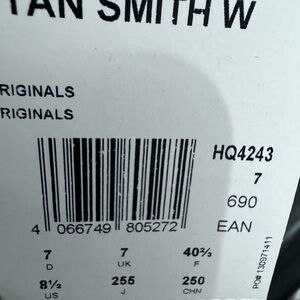 TAN SMITH W
RIGINALS
RIGINALS
HQ4243
7
690
4 066749 805272 EAN
7 7 40⅔
D UK F
8½ 255 250
US J CHN
PO# 130971411